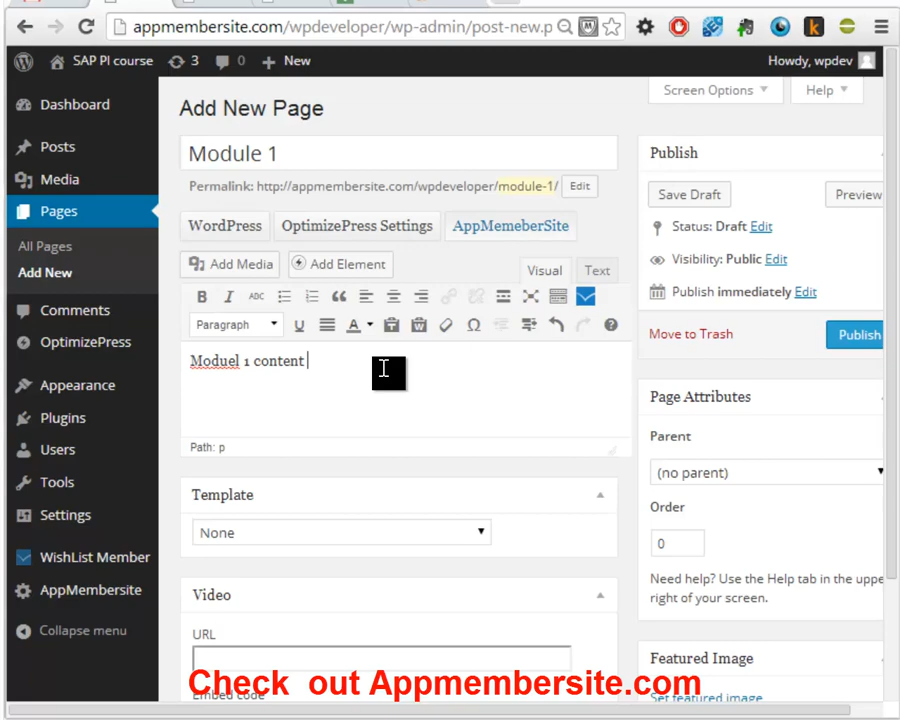 appmembersite.com/wpdeveloper/wp-admin/post-new.p
SAP PI course 3 0 New Howdy, wpdev
Dashboard
Posts
Media
Pages
All Pages
Add New
Comments
OptimizePress
Appearance
Plugins
Users
Tools
Settings
WishList Member
AppMembersite
Collapse menu
Screen Options Help
Add New Page
Module 1
Permalink: http://appmembersite.com/wpdeveloper/module-1/ Edit
WordPress OptimizePress Settings AppMemeberSite
Add Media Add Element Visual Text
B I ABC
Paragraph U A
Moduel 1 content
Path: p
Template
None
Video
URL
Embed code
Publish
Save Draft Preview
Status: Draft Edit
Visibility: Public Edit
Publish immediately Edit
Move to Trash Publish
Page Attributes
Parent
(no parent)
Order
0
Need help? Use the Help tab in the uppe
right of your screen.
Featured Image
Set featured image
Check out Appmembersite.com